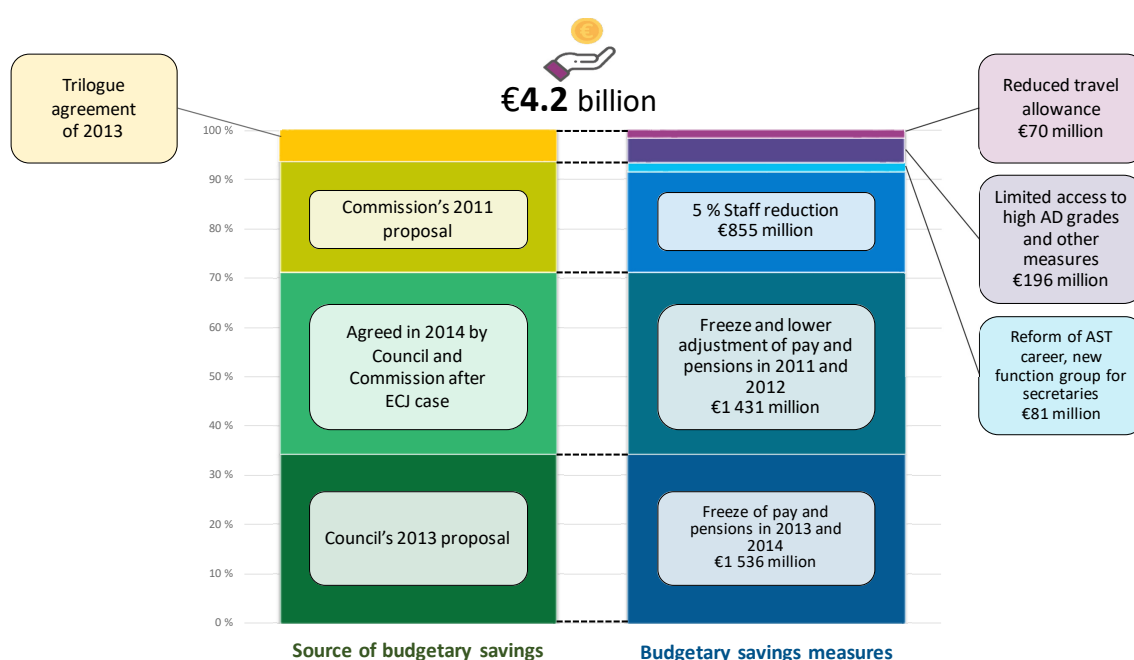 €4.2 billion
Trilogue
agreement
of 2013
100 %
90 %
80 %
70 %
60 %
50 %
40 %
30 %
20 %
10 %
0 %
Commission's 2011
proposal
Agreed in 2014 by
Council and
Commission after
ECJ case
Council's 2013 proposal
Source of budgetary savings
5 % Staff reduction
€855 million
Freeze and lower
adjustment of pay and
pensions in 2011 and
2012
€1 431 million
Freeze of pay and
pensions in 2013 and
2014
€1 536 million
Budgetary savings measures
Reduced travel
allowance
€70 million
Limited access to
high AD grades
and other
measures
€196 million
Reform of AST
career, new
function group for
secretaries
€81 million